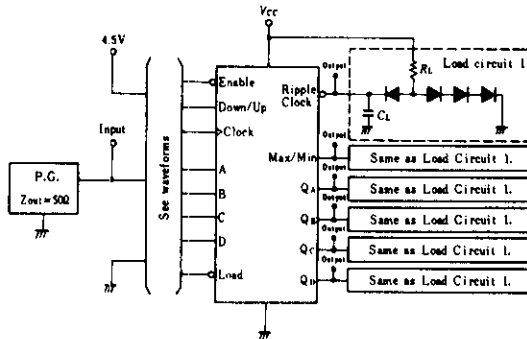 Vcc
4.5V
Output
RL
Load circuit 1.
Enable
Ripple
Clock
Down/Up
CL
Input
Clock
Max/Min
Output
Same as Load Circuit 1.
P.G.
Zout = 50Ω
See waveforms
A
QA
Output
Same as Load Circuit 1.
B
QB
Output
Same as Load Circuit 1.
C
QC
Output
Same as Load Circuit 1.
D
Load
QD
Output
Same as Load Circuit 1.